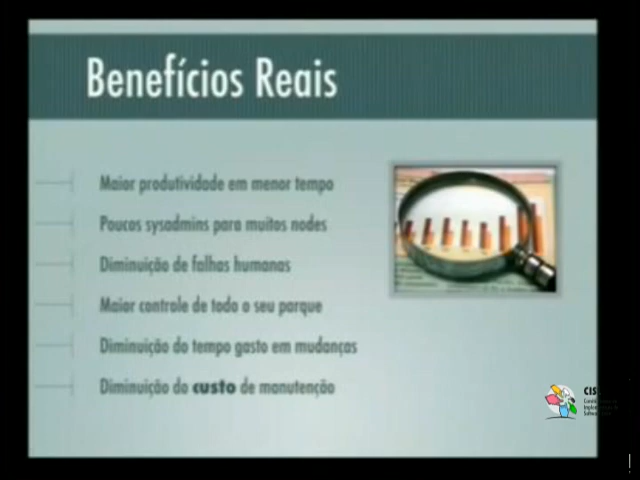 Benefícios Reais
Maior produtividade em menor tempo
Poucos sysadmins para muitos nodes
Diminuição de falhas humanas
Maior controle de todo o seu parque
Diminuição do tempo gasto em mudanças
Diminuição do custo de manutenção
CIS